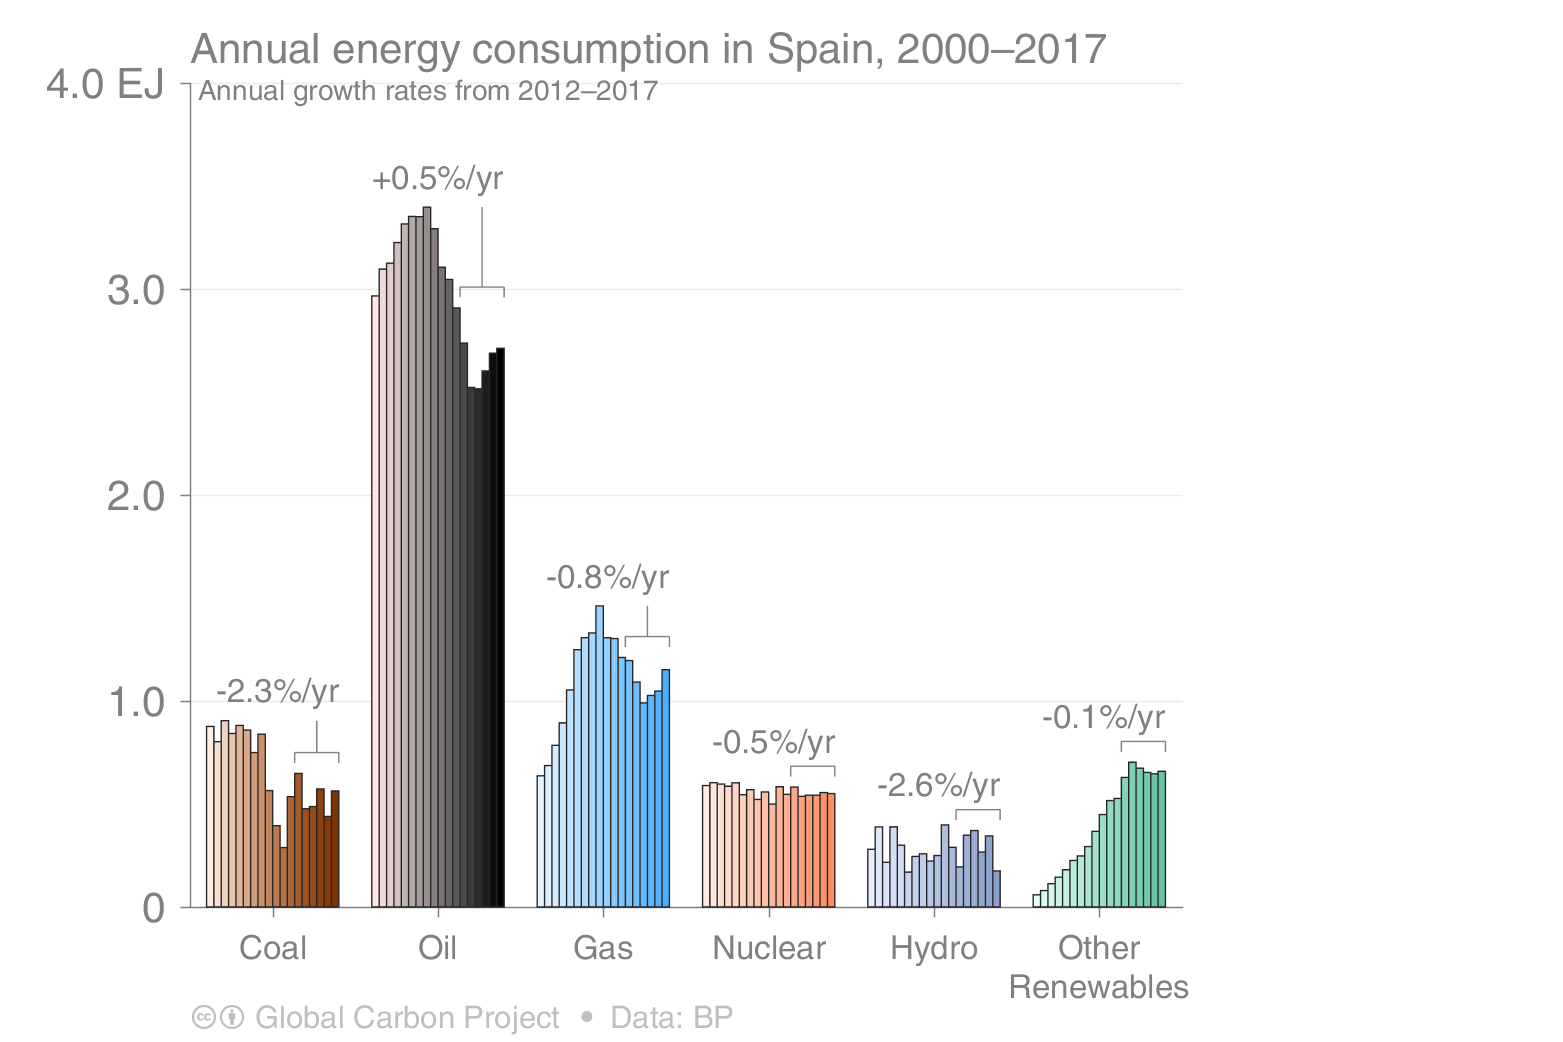 Annual energy consumption in Spain, 2000–2017
4.0 EJ
Annual growth rates from 2012–2017
+0.5%/yr
3.0
2.0
-0.8%/yr
1.0
-2.3%/yr
-0.1%/yr
-0.5%/yr
-2.6%/yr
0
Coal
Oil
Gas
Nuclear
Hydro
Other
Renewables
cc Global Carbon Project • Data: BP